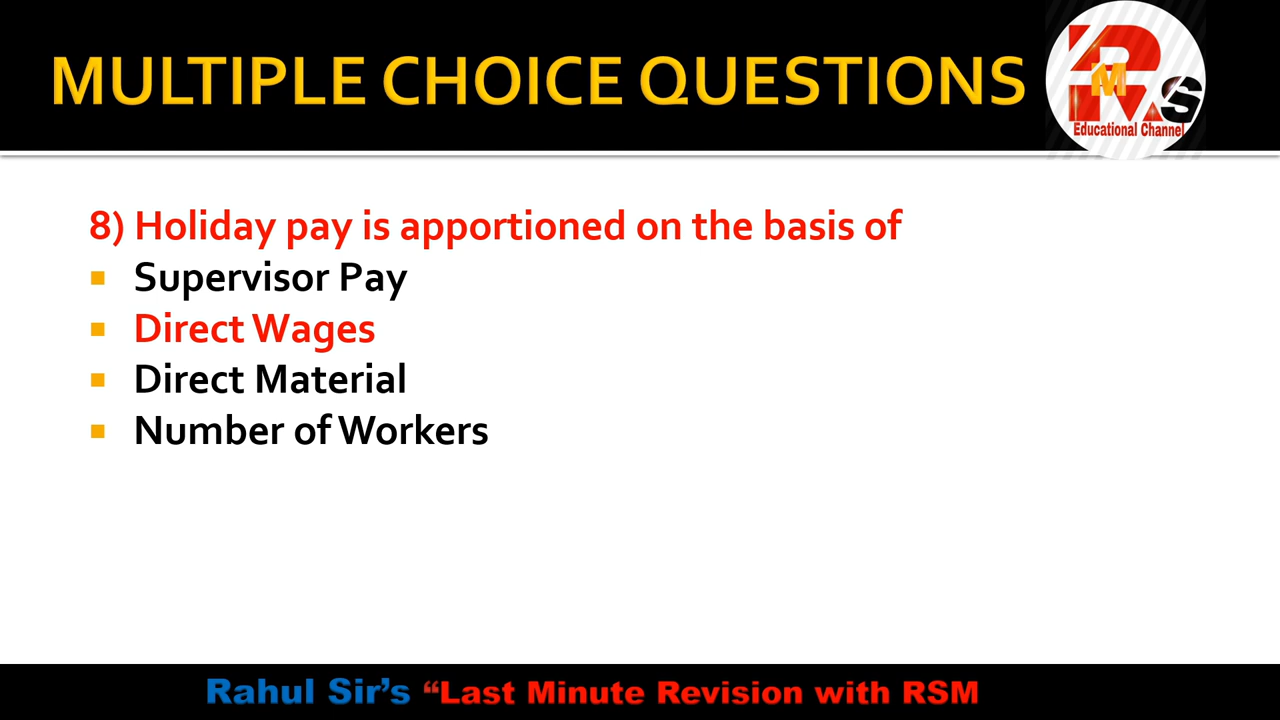 MULTIPLE CHOICE QUESTIONS
RMS
Educational Channel
8) Holiday pay is apportioned on the basis of
Supervisor Pay
Direct Wages
Direct Material
Number of Workers
Rahul Sir's “Last Minute Revision with RSM